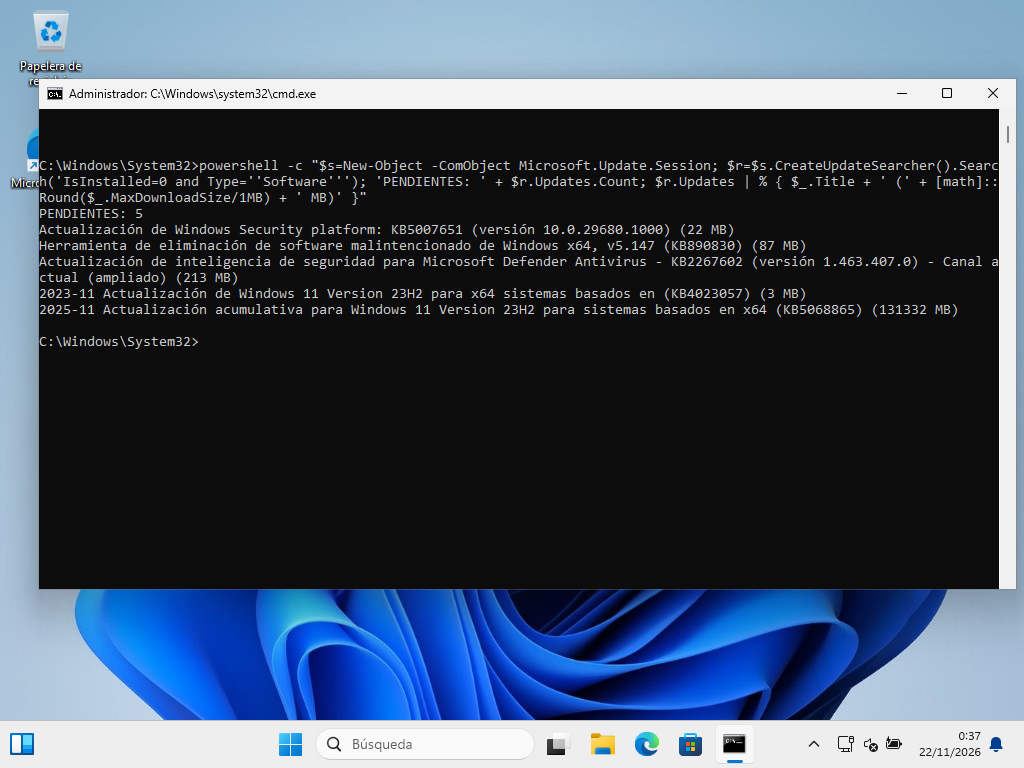 Papelera de
Administrador: C:\Windows\system32\cmd.exe
C:\Windows\System32>powershell -c "$s=New-Object -ComObject Microsoft.Update.Session; $r=$s.CreateUpdateSearcher().Searc
h('IsInstalled=0 and Type=''Software'''); 'PENDIENTES: ' + $r.Updates.Count; $r.Updates | % { $_.Title + ' (' + [math]::
Round($_.MaxDownloadSize/1MB) + ' MB)' }"
PENDIENTES: 5
Actualización de Windows Security platform: KB5007651 (versión 10.0.29680.1000) (22 MB)
Herramienta de eliminación de software malintencionado de Windows x64, v5.147 (KB890830) (87 MB)
Actualización de inteligencia de seguridad para Microsoft Defender Antivirus - KB2267602 (versión 1.463.407.0) - Canal a
ctual (ampliado) (213 MB)
2023-11 Actualización de Windows 11 Version 23H2 para x64 sistemas basados en (KB4023057) (3 MB)
2025-11 Actualización acumulativa para Windows 11 Version 23H2 para sistemas basados en x64 (KB5068865) (131332 MB)
C:\Windows\System32>
Búsqueda
0:37
22/11/2026